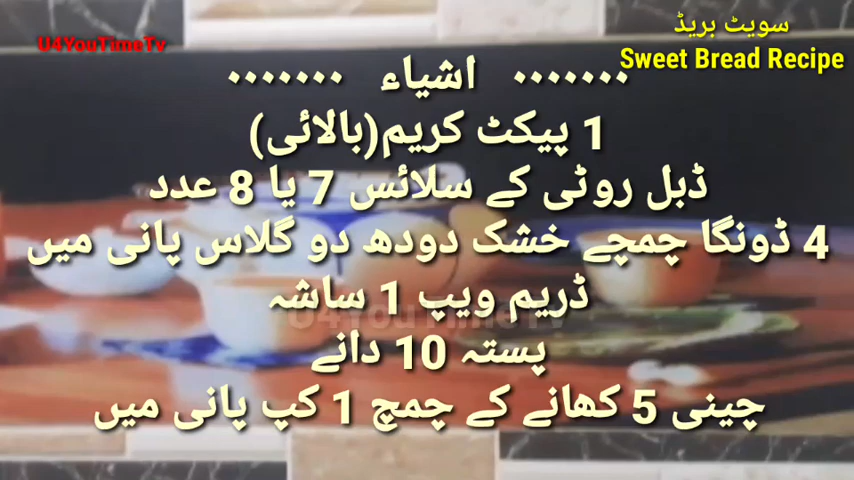 U4YouTimeTv
سویٹ بریڈ
Sweet Bread Recipe
....... اشیاء .......
1 پیکٹ کریم(بالائی)
ڈبل روٹی کے سلائس 7 یا 8 عدد
4 ڈونگا چمچے خشک دودھ دو گلاس پانی میں
ڈریم ویپ 1 ساشہ
U4YouTimeTv
پستہ 10 دانے
چینی 5 کھانے کے چمچ 1 کپ پانی میں